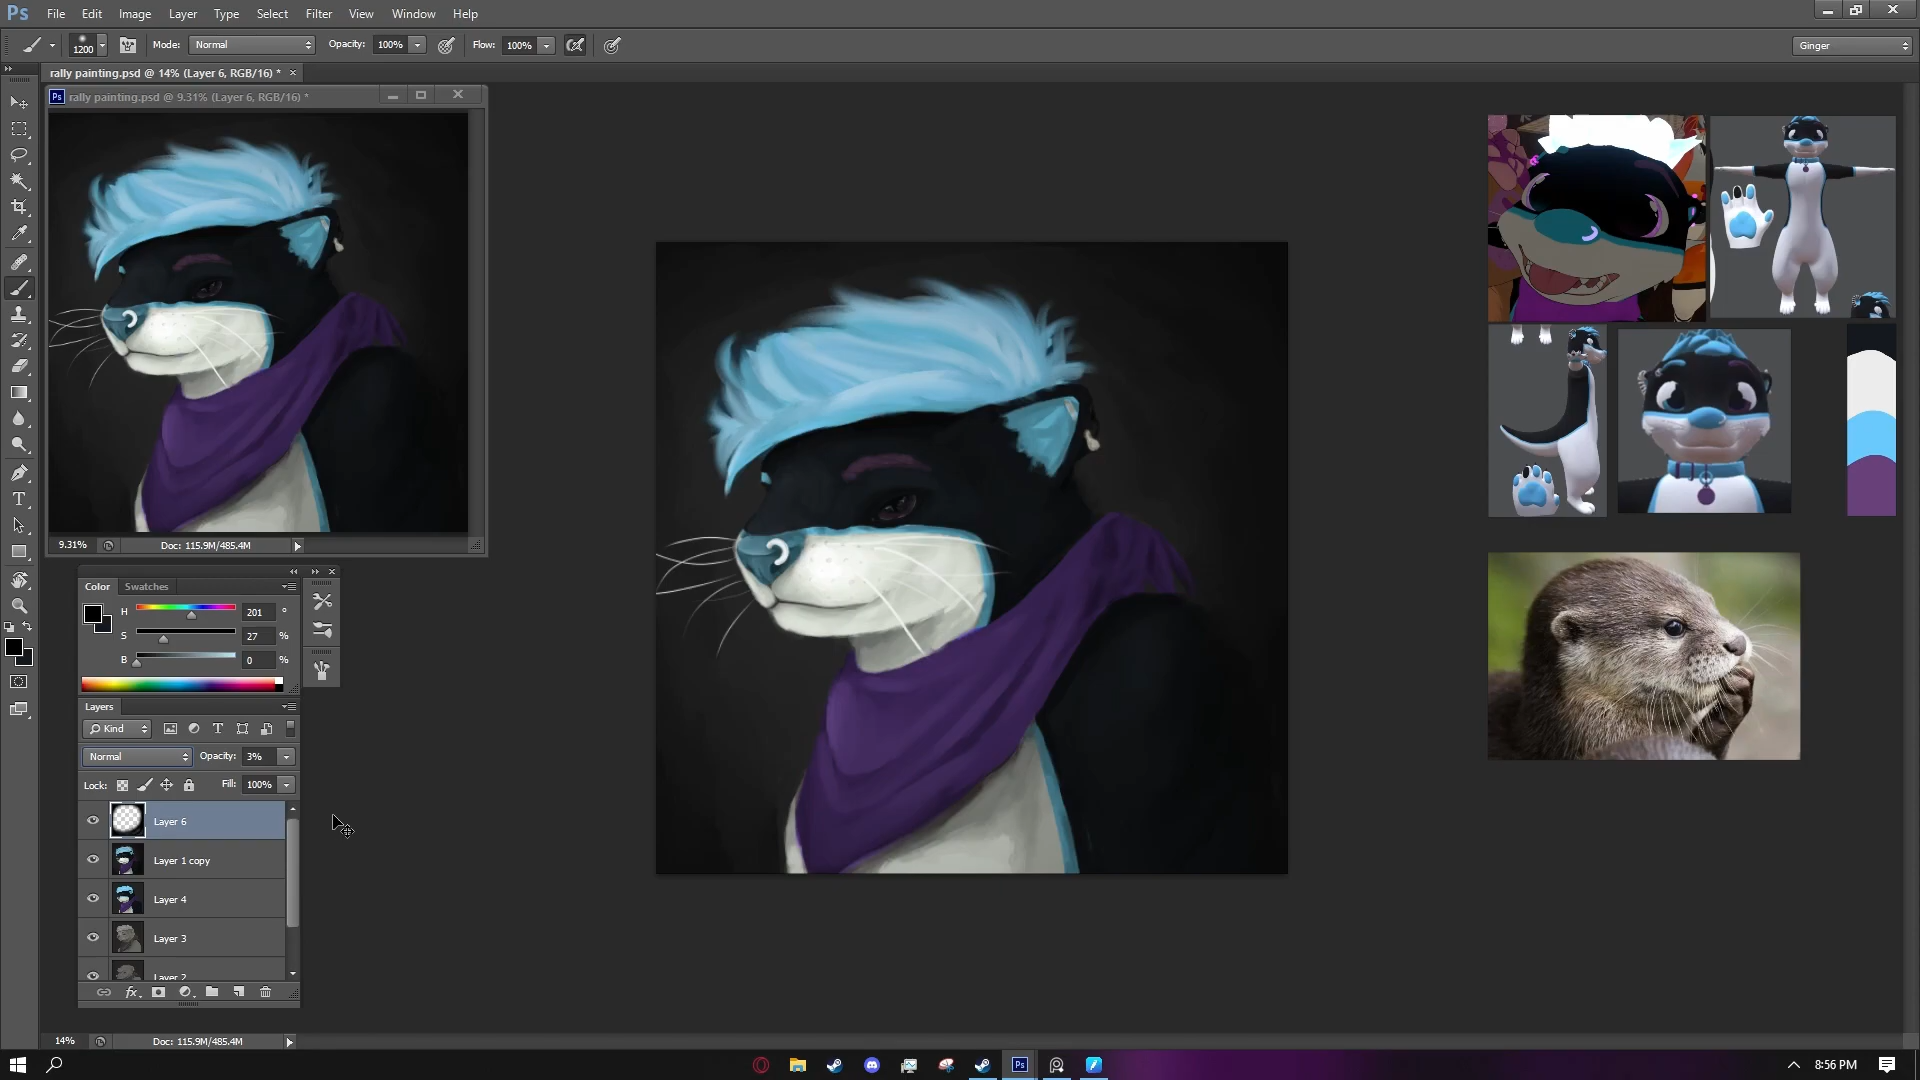 Ps File Edit Image Layer Type Select Filter View Window Help
1200 Mode: Normal Opacity: 100% Flow: 100% Ginger
rally painting.psd @ 14% (Layer 6, RGB/16) * ×
Ps rally painting.psd @ 9.31% (Layer 6, RGB/16) *
9.31% Doc: 115.9M/485.4M
Color Swatches
H 201 °
S 27 %
B 0 %
Layers
Kind T
Normal Opacity: 3%
Lock: Fill: 100%
Layer 6
Layer 1 copy
Layer 4
Layer 3
Layer 2
fx
14% Doc: 115.9M/485.4M
Ps 8:56 PM